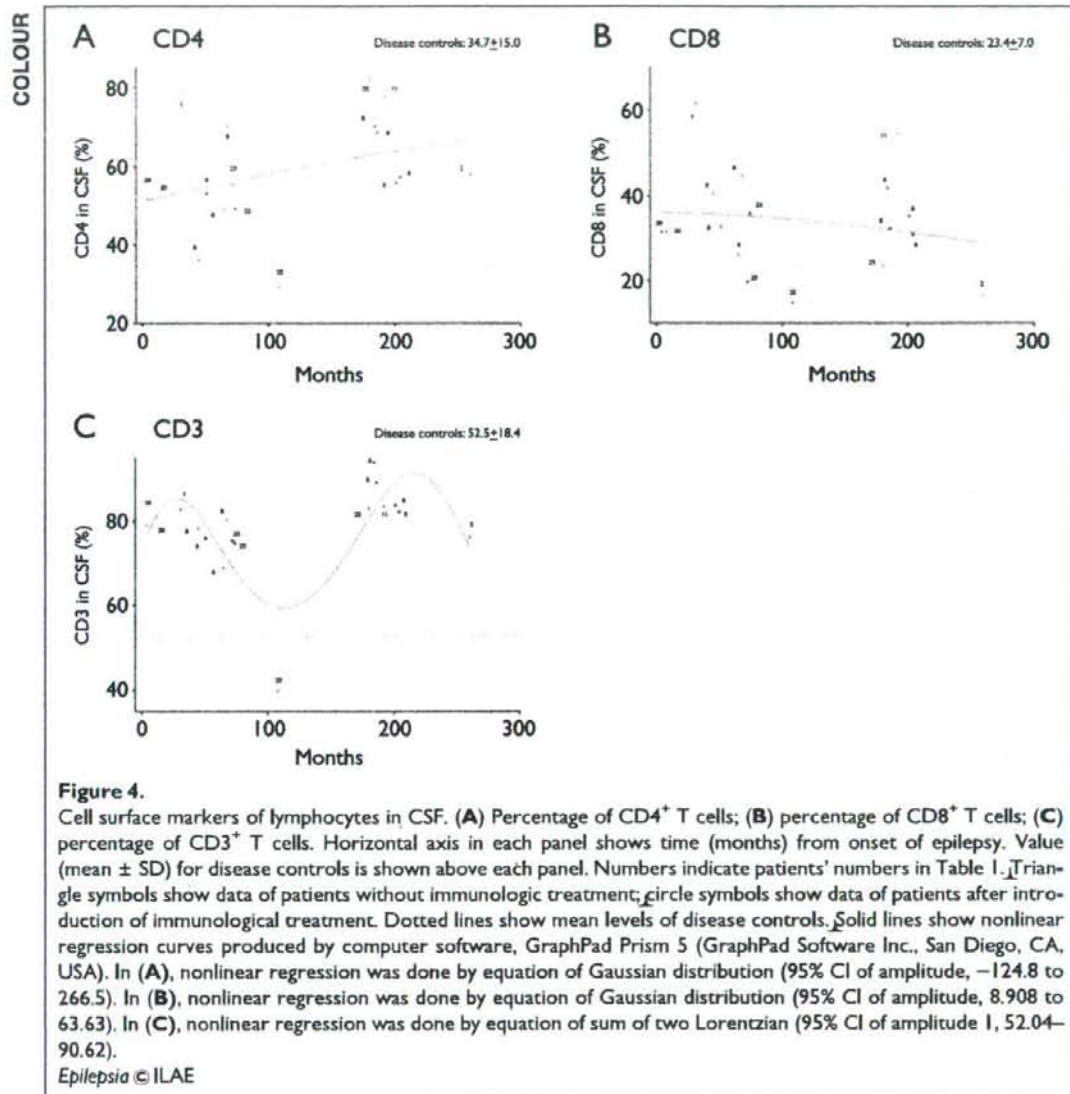 COLOUR
A CD4 Disease controls: 34.7±15.0
80
60
40
20
CD4 in CSF (%)
0 100 200 300
Months
B CD8 Disease controls: 23.4±7.0
60
40
20
CD8 in CSF (%)
0 100 200 300
Months
C CD3 Disease controls: 52.5±18.4
80
60
40
CD3 in CSF (%)
0 100 200 300
Months
Figure 4.
Cell surface markers of lymphocytes in CSF. (A) Percentage of CD4⁺ T cells; (B) percentage of CD8⁺ T cells; (C)
percentage of CD3⁺ T cells. Horizontal axis in each panel shows time (months) from onset of epilepsy. Value
(mean ± SD) for disease controls is shown above each panel. Numbers indicate patients' numbers in Table 1. Trian-
gle symbols show data of patients without immunologic treatment; circle symbols show data of patients after intro-
duction of immunological treatment. Dotted lines show mean levels of disease controls. Solid lines show nonlinear
regression curves produced by computer software, GraphPad Prism 5 (GraphPad Software Inc., San Diego, CA,
USA). In (A), nonlinear regression was done by equation of Gaussian distribution (95% CI of amplitude, −124.8 to
266.5). In (B), nonlinear regression was done by equation of Gaussian distribution (95% CI of amplitude, 8.908 to
63.63). In (C), nonlinear regression was done by equation of sum of two Lorentzian (95% CI of amplitude 1, 52.04–
90.62).
Epilepsia © ILAE